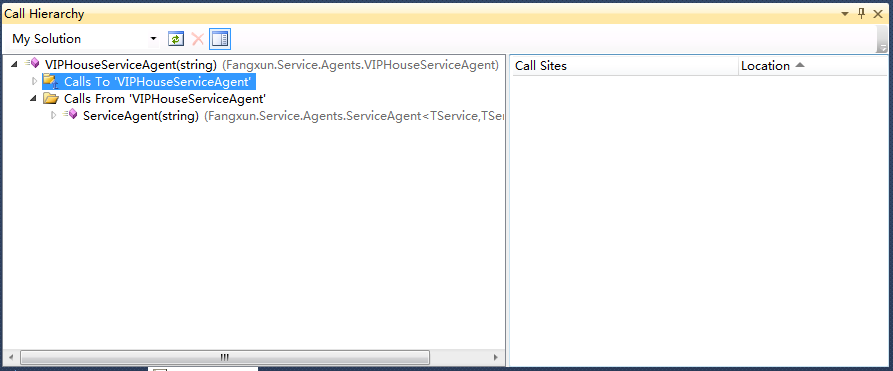 Call Hierarchy
My Solution
VIPHouseServiceAgent(string) (Fangxun.Service.Agents.VIPHouseServiceAgent)
Calls To 'VIPHouseServiceAgent'
Calls From 'VIPHouseServiceAgent'
ServiceAgent(string) (Fangxun.Service.Agents.ServiceAgent<TService,TSer
Call Sites
Location